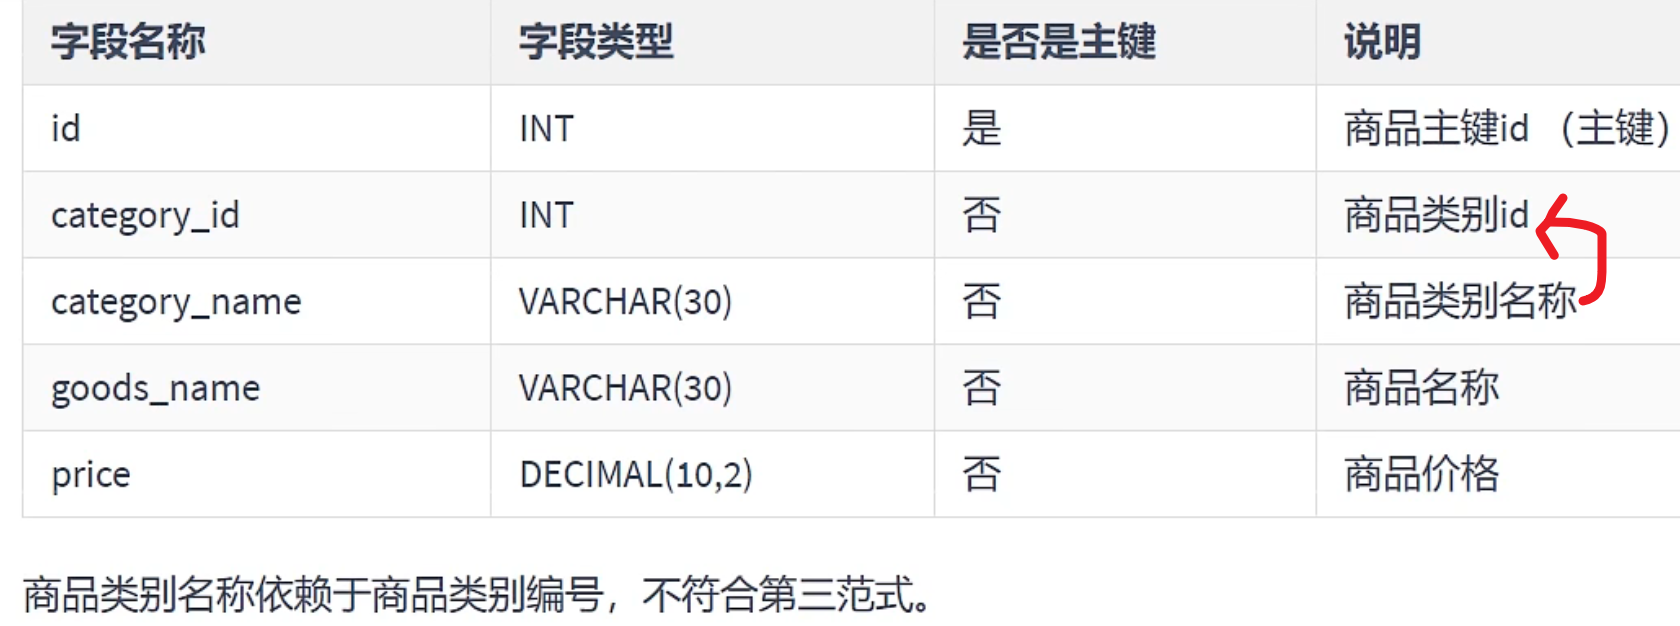 字段名称 字段类型 是否是主键 说明
id INT 是 商品主键id （主键）
category_id INT 否 商品类别id
category_name VARCHAR(30) 否 商品类别名称
goods_name VARCHAR(30) 否 商品名称
price DECIMAL(10,2) 否 商品价格
商品类别名称依赖于商品类别编号，不符合第三范式。